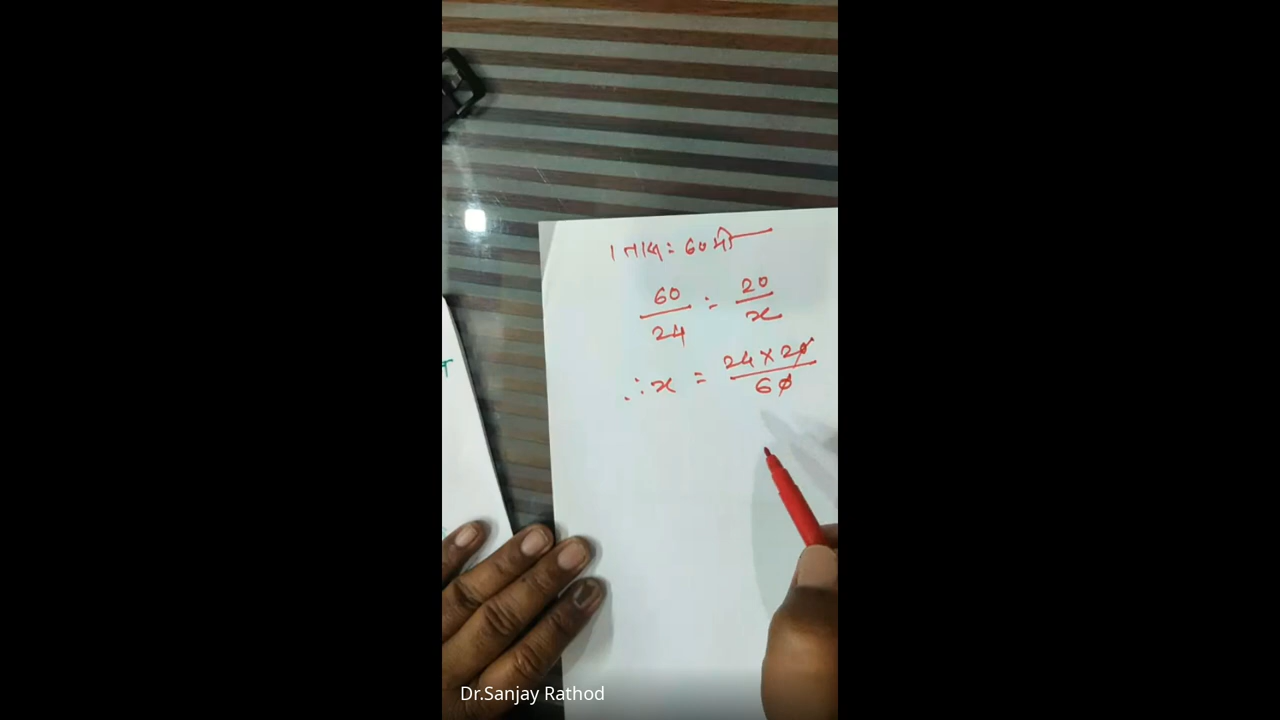 1 तास = 60 मी
60/24 = 20/x
∴ x = 24 × 20/60
Dr.Sanjay Rathod